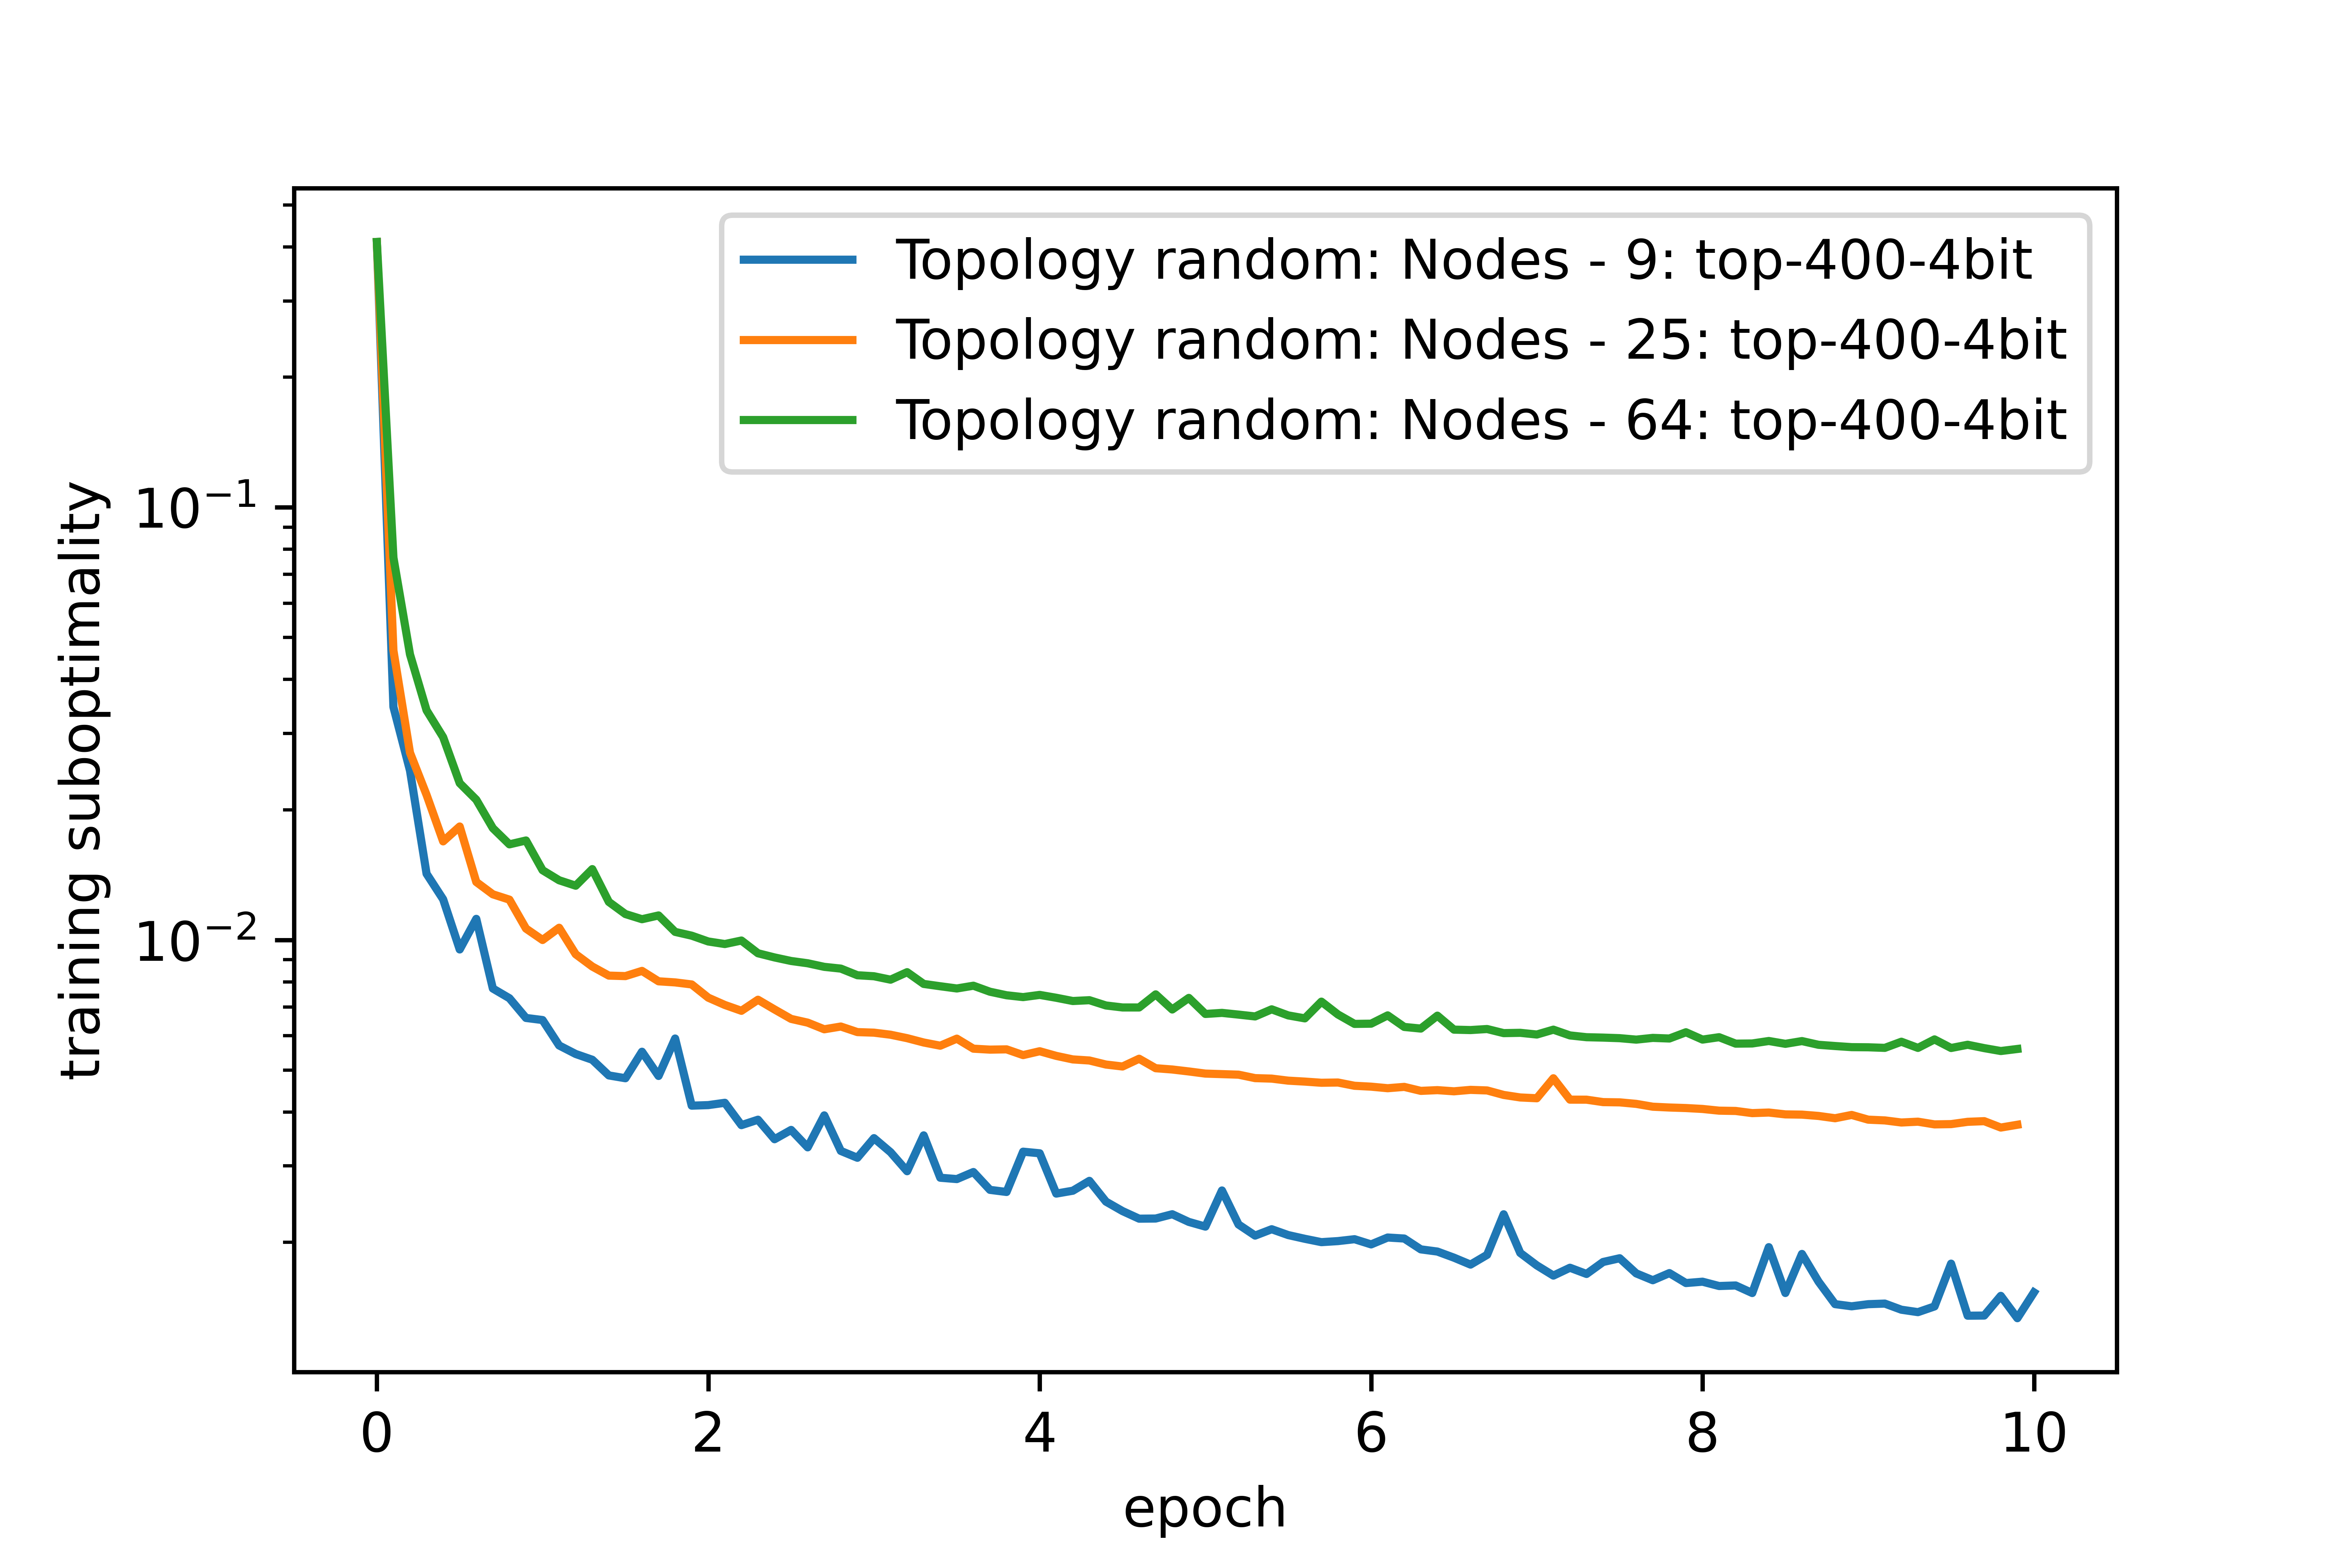 Topology random: Nodes - 9: top-400-4bit
Topology random: Nodes - 25: top-400-4bit
Topology random: Nodes - 64: top-400-4bit
training suboptimality
10⁻¹
10⁻²
0 2 4 6 8 10
epoch